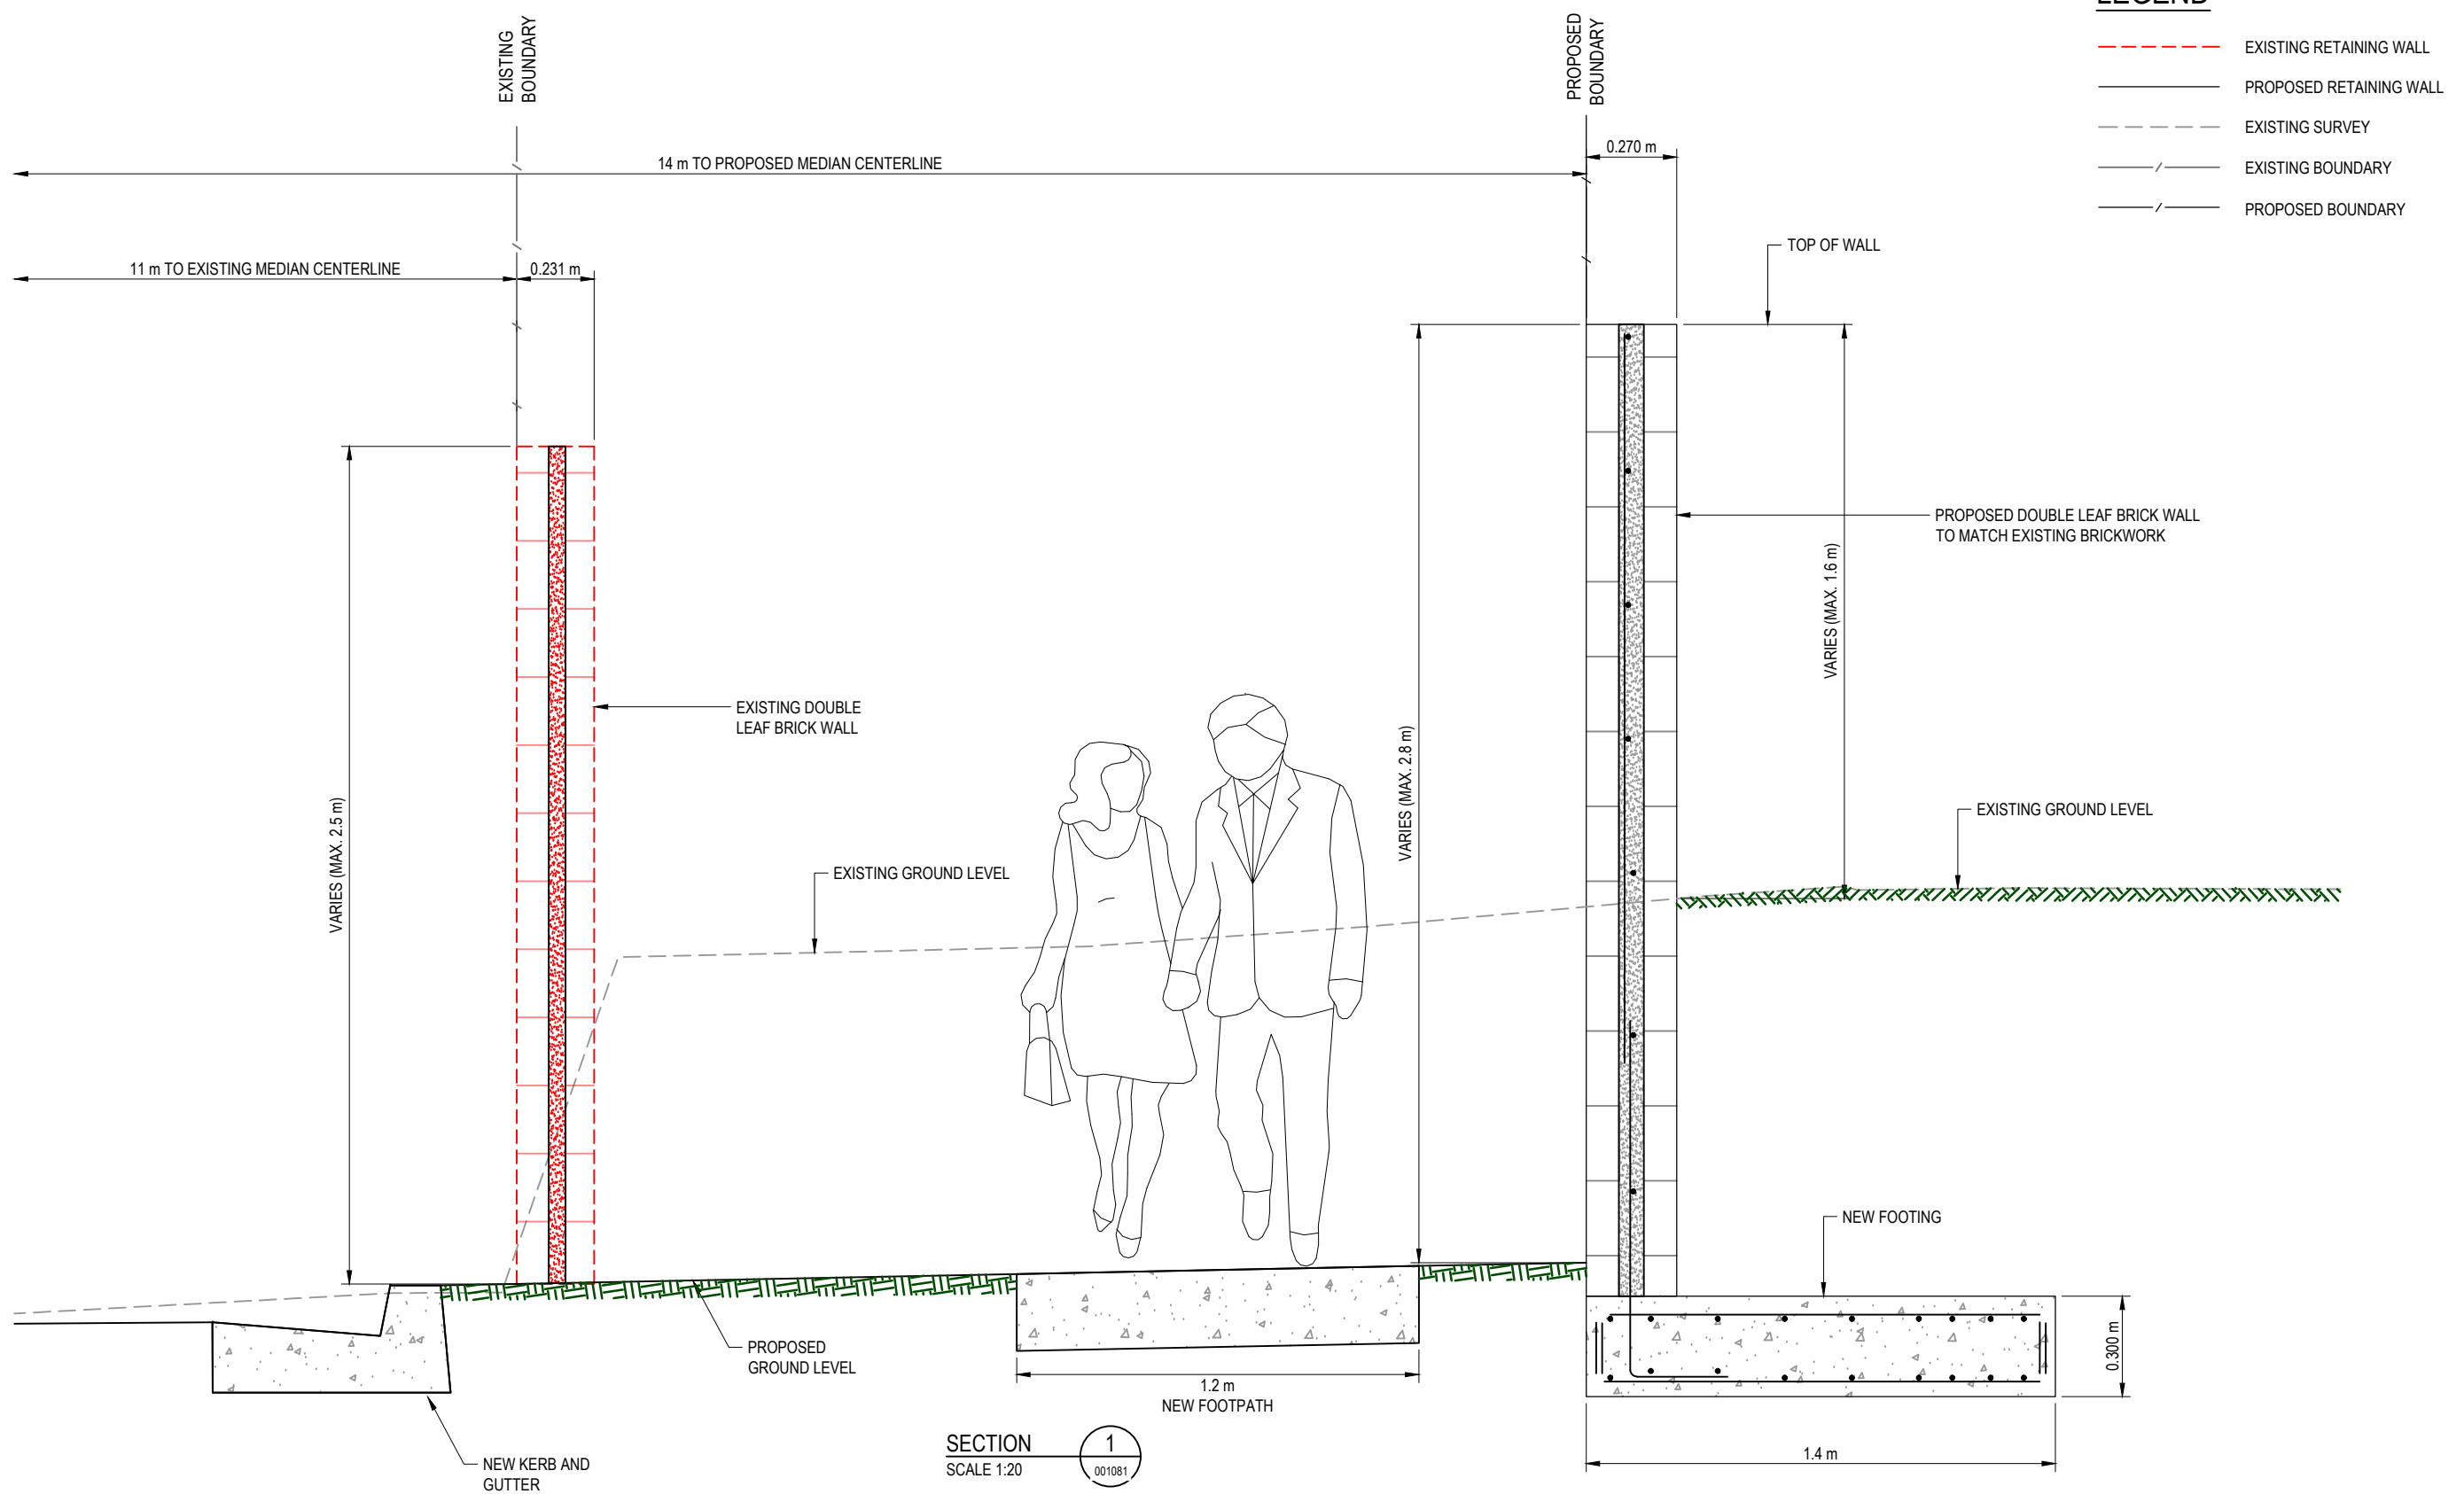 EXISTING
BOUNDARY
PROPOSED
BOUNDARY
LEGEND
EXISTING RETAINING WALL
PROPOSED RETAINING WALL
EXISTING SURVEY
EXISTING BOUNDARY
PROPOSED BOUNDARY
14 m TO PROPOSED MEDIAN CENTERLINE
0.270 m
11 m TO EXISTING MEDIAN CENTERLINE
0.231 m
TOP OF WALL
PROPOSED DOUBLE LEAF BRICK WALL
TO MATCH EXISTING BRICKWORK
VARIES (MAX. 1.6 m)
EXISTING DOUBLE
LEAF BRICK WALL
VARIES (MAX. 2.8 m)
VARIES (MAX. 2.5 m)
EXISTING GROUND LEVEL
EXISTING GROUND LEVEL
NEW FOOTING
PROPOSED
GROUND LEVEL
0.300 m
1.2 m
NEW FOOTPATH
1.4 m
NEW KERB AND
GUTTER
SECTION
SCALE 1:20
1
001081